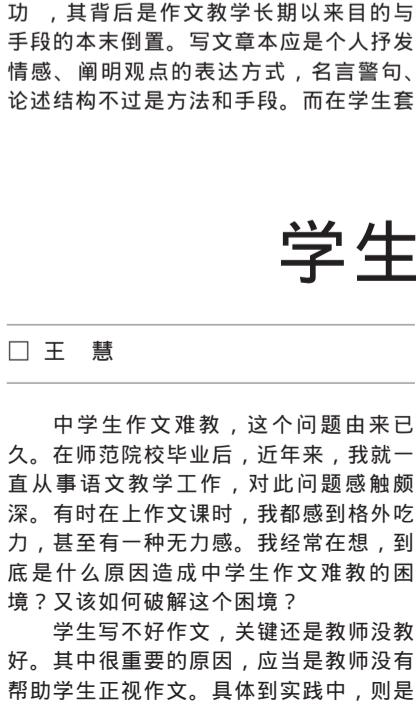 功 ，其背后是作文教学长期以来目的与
手段的本末倒置。写文章本应是个人抒发
情感、阐明观点的表达方式，名言警句、
论述结构不过是方法和手段。而在学生套
学生
□ 王 慧
中学生作文难教，这个问题由来已
久。在师范院校毕业后，近年来，我就一
直从事语文教学工作，对此问题感触颇
深。有时在上作文课时，我都感到格外吃
力，甚至有一种无力感。我经常在想，到
底是什么原因造成中学生作文难教的困
境？又该如何破解这个困境？
学生写不好作文，关键还是教师没教
好。其中很重要的原因，应当是教师没有
帮助学生正视作文。具体到实践中，则是